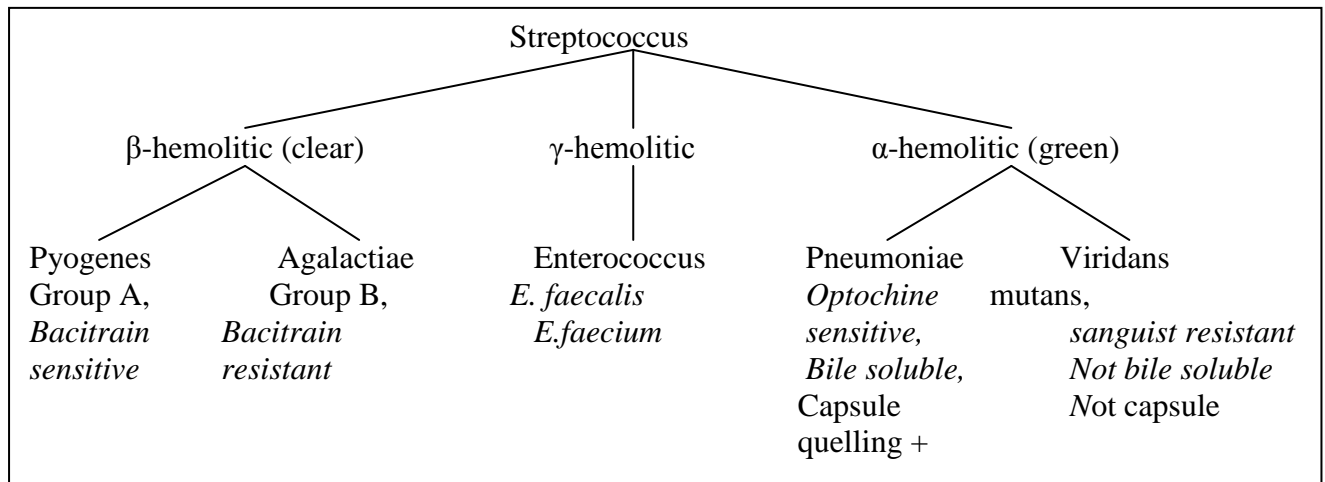 Streptococcus
β-hemolitic (clear) γ-hemolitic α-hemolitic (green)
Pyogenes Agalactiae Enterococcus Pneumoniae Viridans
Group A, Group B, E. faecalis Optochine mutans,
Bacitrain Bacitrain E.faecium sensitive, sanguist resistant
sensitive resistant Bile soluble, Not bile soluble
Capsule Not capsule
quelling +